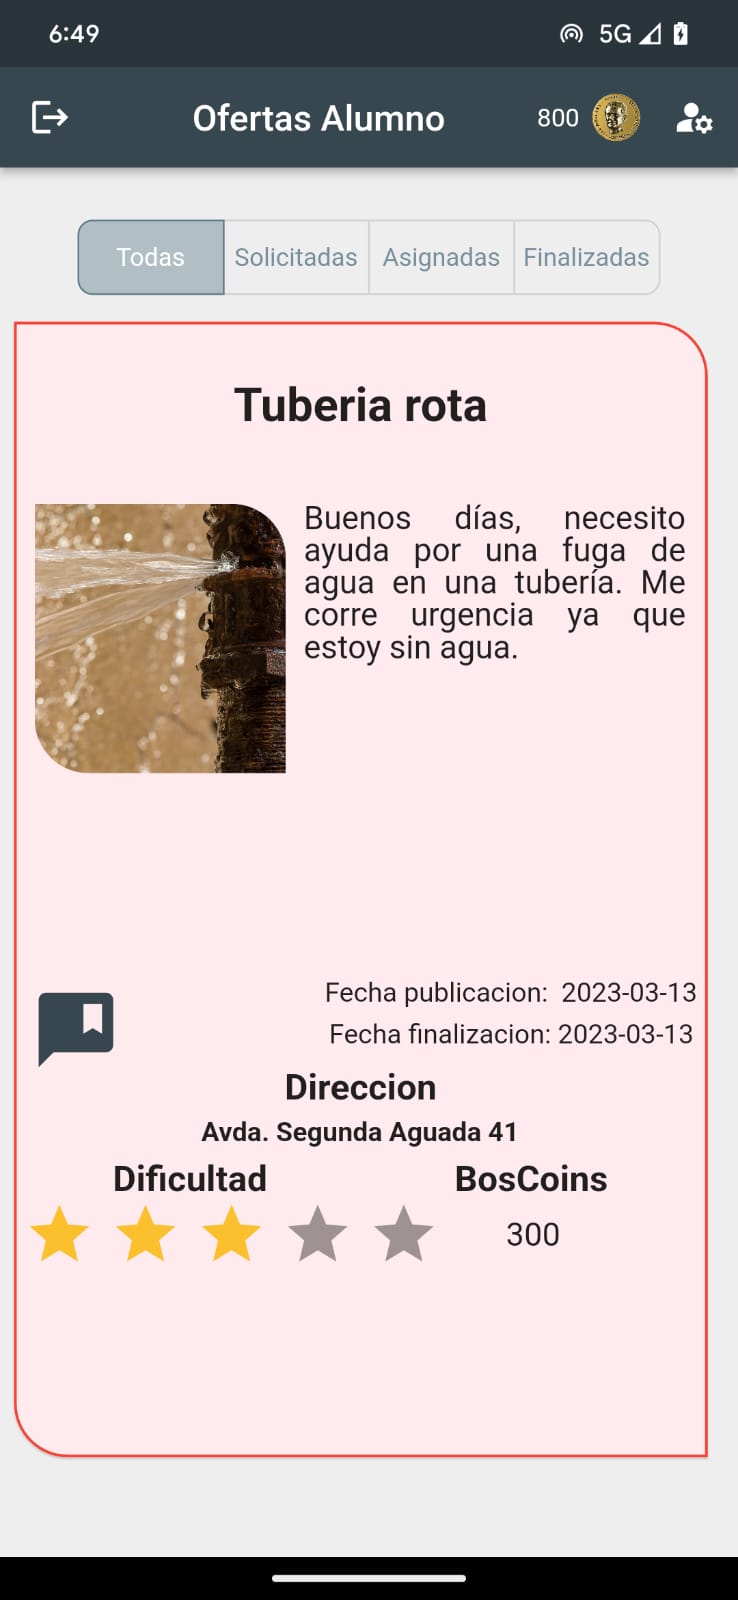 6:49 5G
Ofertas Alumno 800
Todas Solicitadas Asignadas Finalizadas
Tuberia rota
Buenos días, necesito
ayuda por una fuga de
agua en una tubería. Me
corre urgencia ya que
estoy sin agua.
Fecha publicacion: 2023-03-13
Fecha finalizacion: 2023-03-13
Direccion
Avda. Segunda Aguada 41
Dificultad BosCoins
300